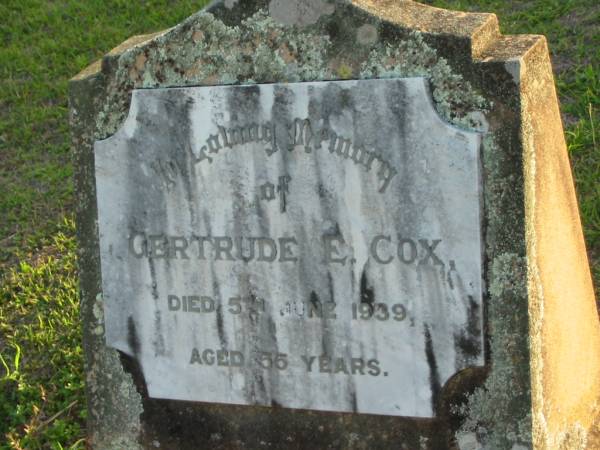 In Loving Memory
of
GERTRUDE E. COX,
DIED 5TH JUNE 1939,
AGED 55 YEARS.